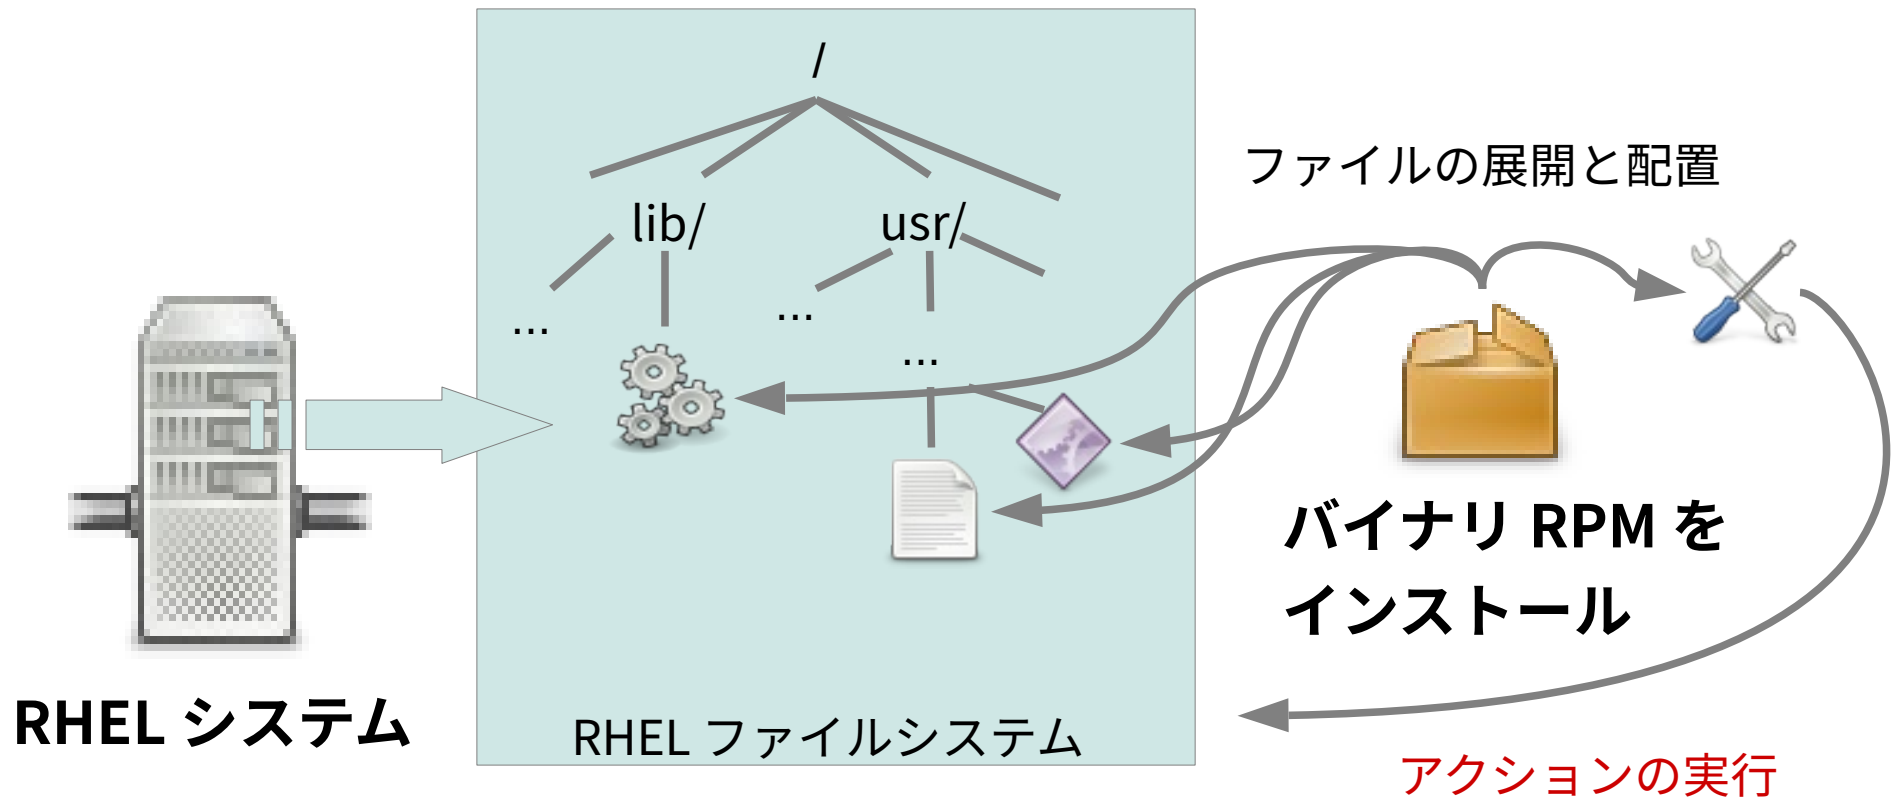 /
lib/
usr/
...
...
...
ファイルの展開と配置
バイナリ RPM を
インストール
RHEL システム
RHEL ファイルシステム
アクションの実行